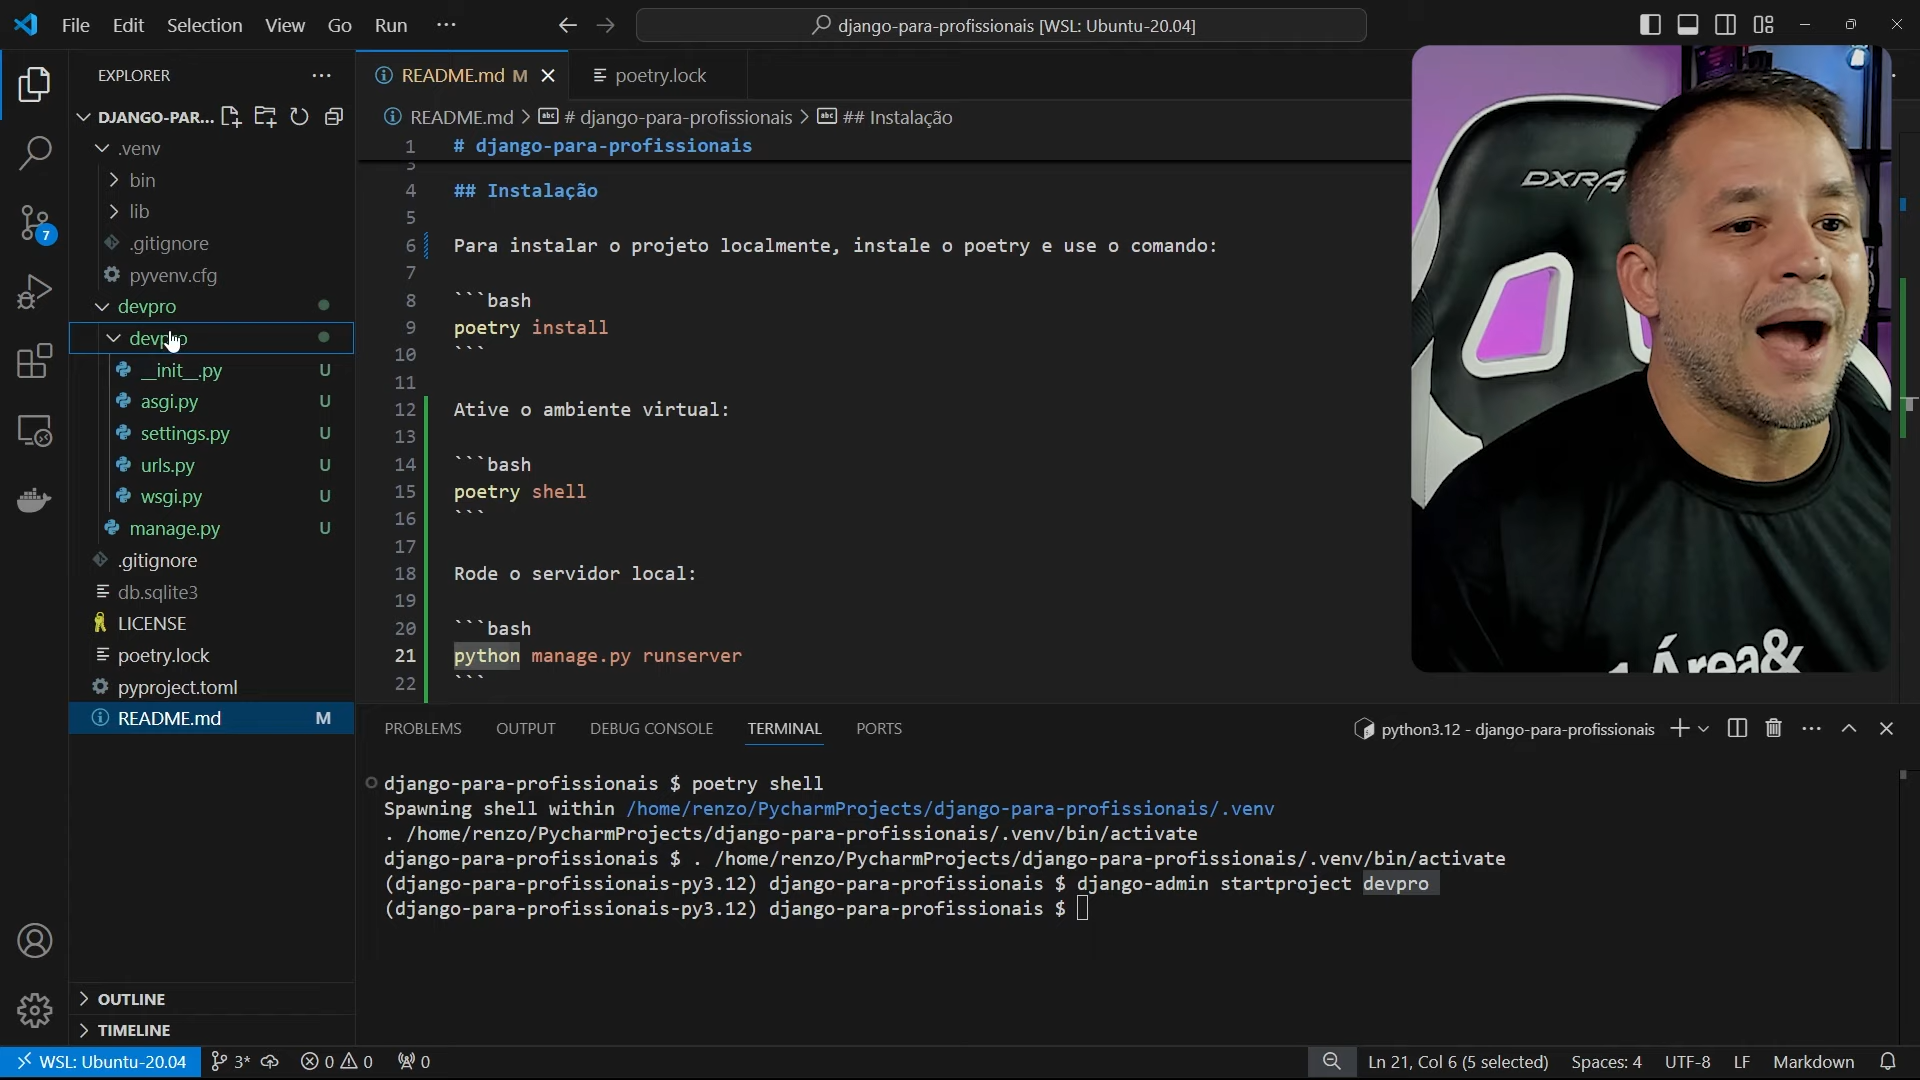 File Edit Selection View Go Run ···
django-para-profissionais [WSL: Ubuntu-20.04]
EXPLORER
DJANGO-PAR...
.venv
bin
lib
.gitignore
pyvenv.cfg
devpro
devpro
__init__.py U
asgi.py U
settings.py U
urls.py U
wsgi.py U
manage.py U
.gitignore
db.sqlite3
LICENSE
poetry.lock
pyproject.toml
README.md M
OUTLINE
TIMELINE
7
README.md M
poetry.lock
README.md > # django-para-profissionais > ## Instalação
1 # django-para-profissionais
3
4 ## Instalação
5
6 Para instalar o projeto localmente, instale o poetry e use o comando:
7
8 ```bash
9 poetry install
10 ```
11
12 Ative o ambiente virtual:
13
14 ```bash
15 poetry shell
16 ```
17
18 Rode o servidor local:
19
20 ```bash
21 python manage.py runserver
22 ```
DXRA
PROBLEMS OUTPUT DEBUG CONSOLE TERMINAL PORTS
python3.12 - django-para-profissionais
django-para-profissionais $ poetry shell
Spawning shell within /home/renzo/PycharmProjects/django-para-profissionais/.venv
. /home/renzo/PycharmProjects/django-para-profissionais/.venv/bin/activate
django-para-profissionais $ . /home/renzo/PycharmProjects/django-para-profissionais/.venv/bin/activate
(django-para-profissionais-py3.12) django-para-profissionais $ django-admin startproject devpro
(django-para-profissionais-py3.12) django-para-profissionais $
WSL: Ubuntu-20.04 3* 0 0 0
Ln 21, Col 6 (5 selected) Spaces: 4 UTF-8 LF Markdown